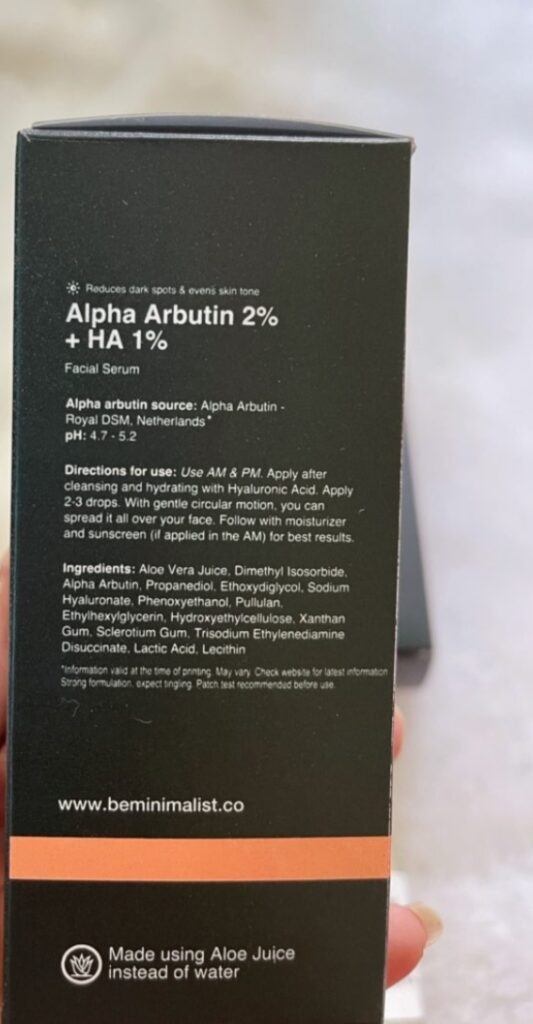 Reduces dark spots & evens skin tone
Alpha Arbutin 2%
+ HA 1%
Facial Serum
Alpha arbutin source: Alpha Arbutin -
Royal DSM, Netherlands*
pH: 4.7 - 5.2
Directions for use: Use AM & PM. Apply after
cleansing and hydrating with Hyaluronic Acid. Apply
2-3 drops. With gentle circular motion, you can
spread it all over your face. Follow with moisturizer
and sunscreen (if applied in the AM) for best results.
Ingredients: Aloe Vera Juice, Dimethyl Isosorbide,
Alpha Arbutin, Propanediol, Ethoxydiglycol, Sodium
Hyaluronate, Phenoxyethanol, Pullulan,
Ethylhexylglycerin, Hydroxyethylcellulose, Xanthan
Gum, Sclerotium Gum, Trisodium Ethylenediamine
Disuccinate, Lactic Acid, Lecithin
*Information valid at the time of printing. May vary. Check website for latest information
Strong formulation, expect tingling. Patch test recommended before use.
www.beminimalist.co
Made using Aloe Juice
instead of water